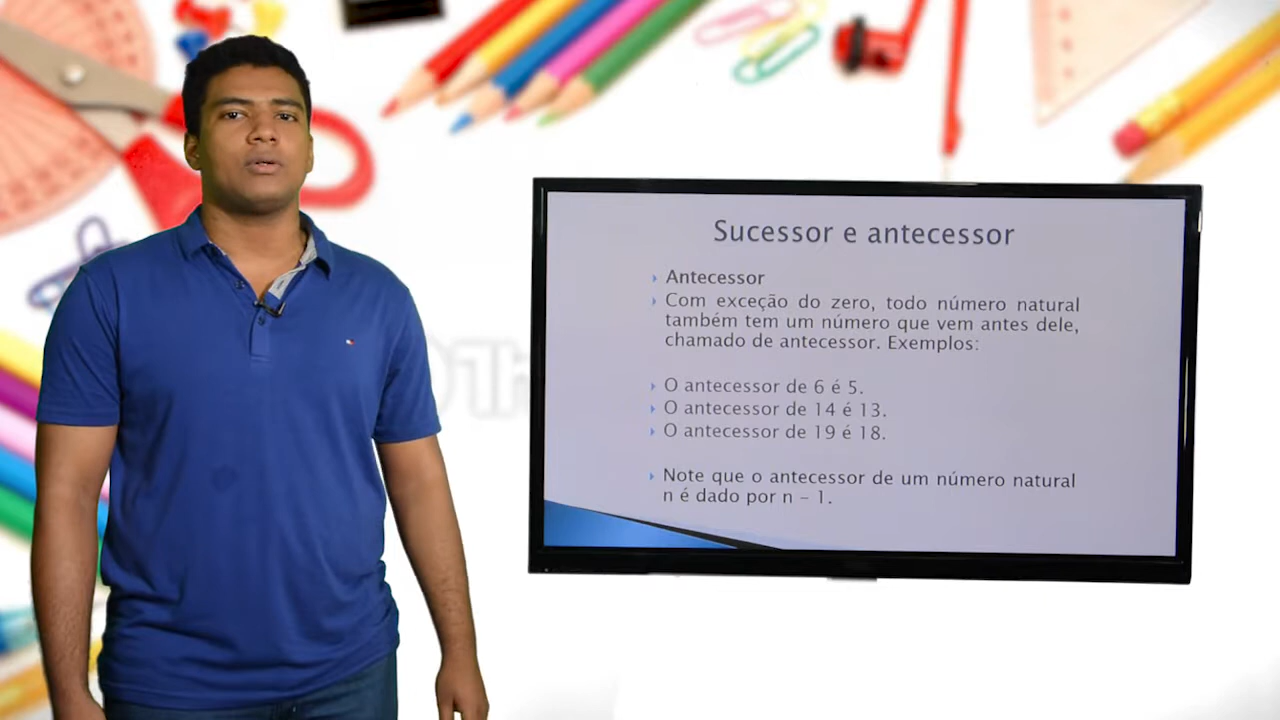 Sucessor e antecessor
Antecessor
Com exceção do zero, todo número natural
também tem um número que vem antes dele,
chamado de antecessor. Exemplos:
O antecessor de 6 é 5.
O antecessor de 14 é 13.
O antecessor de 19 é 18.
Note que o antecessor de um número natural
n é dado por n – 1.